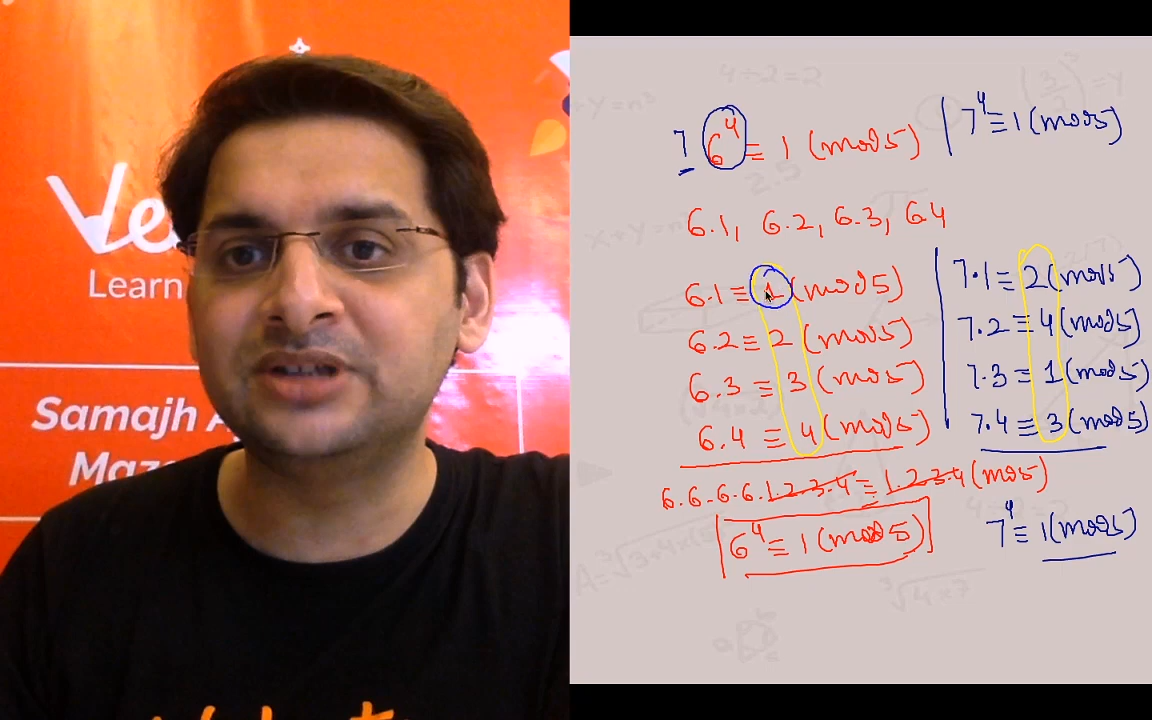 Ve
Learn
Samajh A
Maz
7 6⁴ ≡ 1 (mod 5) | 7⁴ ≡ 1 (mod 5)
6.1, 6.2, 6.3, 6.4
6.1 ≡ 1 (mod 5)
6.2 ≡ 2 (mod 5)
6.3 ≡ 3 (mod 5)
6.4 ≡ 4 (mod 5)
6.6.6.6.1.2.3.4 ≡ 1.2.3.4 (mod 5)
6⁴ ≡ 1 (mod 5)
7.1 ≡ 2 (mod 5)
7.2 ≡ 4 (mod 5)
7.3 ≡ 1 (mod 5)
7.4 ≡ 3 (mod 5)
7⁴ ≡ 1 (mod 5)